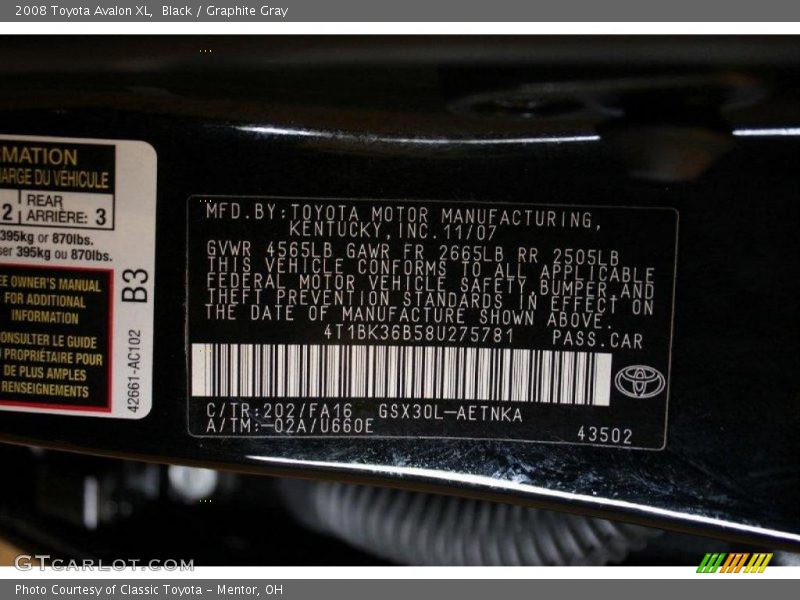 2008 Toyota Avalon XL, Black / Graphite Gray
MATION
ARGE DU VÉHICULE
2 REAR ARRIÈRE: 3
395kg or 870lbs.
ser 395kg ou 870lbs.
EE OWNER'S MANUAL
FOR ADDITIONAL
INFORMATION
ONSULTER LE GUIDE
PROPRIÉTAIRE POUR
DE PLUS AMPLES
RENSEIGNEMENTS
B3
42661-AC102
MFD.BY:TOYOTA MOTOR MANUFACTURING,
KENTUCKY,INC.11/07
GVWR 4565LB GAWR FR 2665LB RR 2505LB
THIS VEHICLE CONFORMS TO ALL APPLICABLE
FEDERAL MOTOR VEHICLE SAFETY,BUMPER,AND
THEFT PREVENTION STANDARDS IN EFFECT ON
THE DATE OF MANUFACTURE SHOWN ABOVE.
4T1BK36B58U275781 PASS.CAR
C/TR:202/FA16 GSX30L-AETNKA
A/TM:-02A/U660E
43502
GTCARLOT.COM
Photo Courtesy of Classic Toyota - Mentor, OH